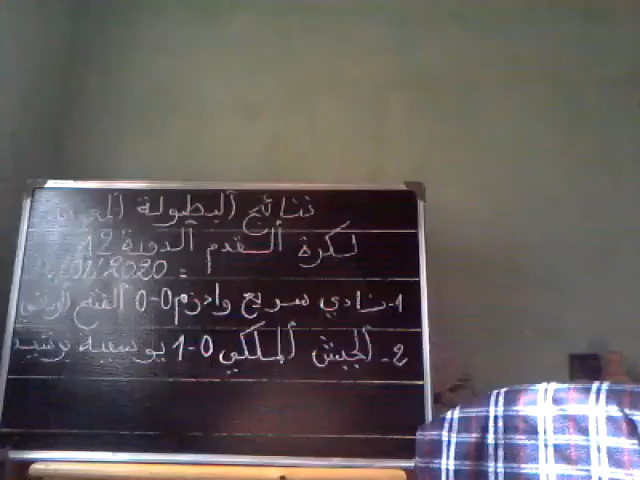 نتائج البطولة
لكرة القدم الدورة 12
01/2020 :
1- نادي سريع وادزم 0-0 الفتح الرياضي
2- الجيش الملكي 0-1 يوسفية برشيد